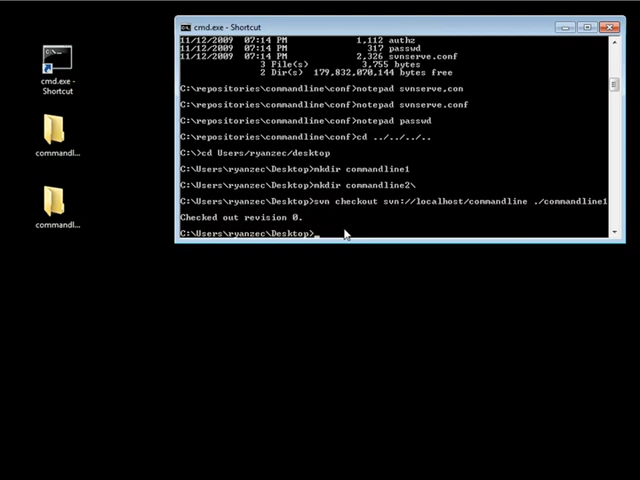 cmd.exe - Shortcut
11/12/2009  07:14 PM             1,112 authz
11/12/2009  07:14 PM               317 passwd
11/12/2009  07:14 PM             2,326 svnserve.conf
3 File(s)          3,755 bytes
2 Dir(s)  179,832,070,144 bytes free
C:\repositories\commandline\conf>notepad svnserve,con
C:\repositories\commandline\conf>notepad svnserve.conf
C:\repositories\commandline\conf>notepad passwd
C:\repositories\commandline\conf>cd ../../../..
C:\>cd Users/ryanzec/desktop
C:\Users\ryanzec\Desktop>mkdir commandline1
C:\Users\ryanzec\Desktop>mkdir commandline2\
C:\Users\ryanzec\Desktop>svn checkout svn://localhost/commandline ./commandline1
Checked out revision 0.
C:\Users\ryanzec\Desktop>_
C:\.
cmd.exe -
Shortcut
commandl...
commandl...